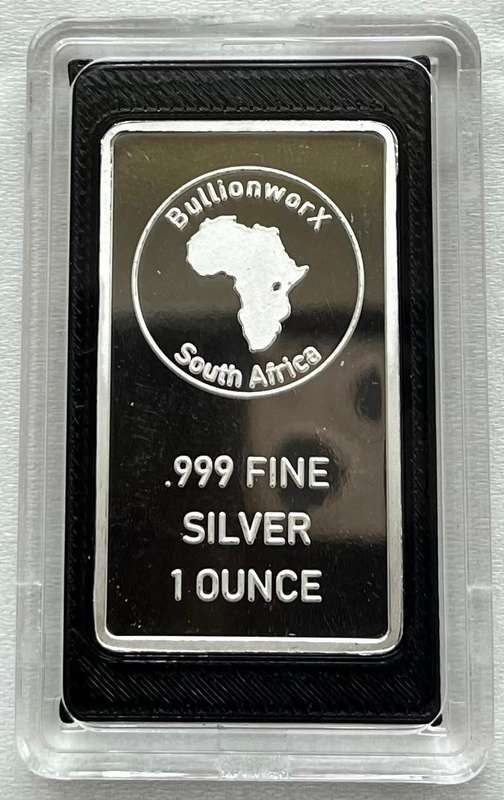 BullionworX
South Africa
.999 FINE
SILVER
1 OUNCE